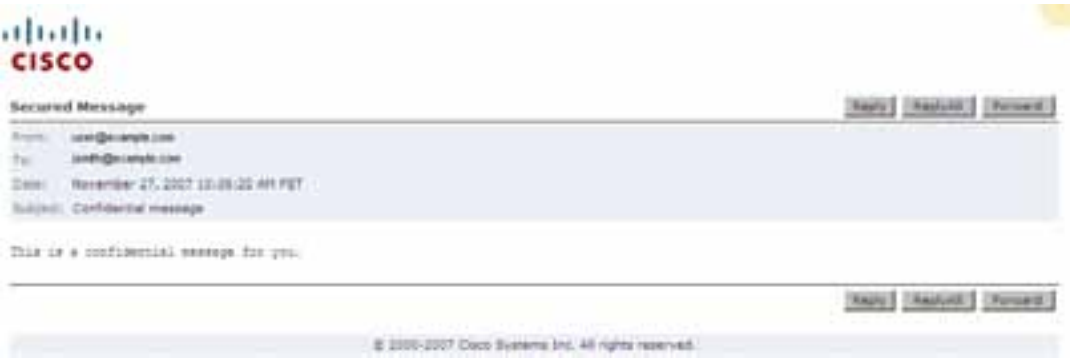 CISCO
Secured Message
Reply ReplyAll Forward
From: user@example.com
To: jsmith@example.com
Date: November 27, 2007 10:09:20 AM PST
Subject: Confidential message
This is a confidential message for you.
Reply ReplyAll Forward
© 2000-2007 Cisco Systems Inc. All rights reserved.